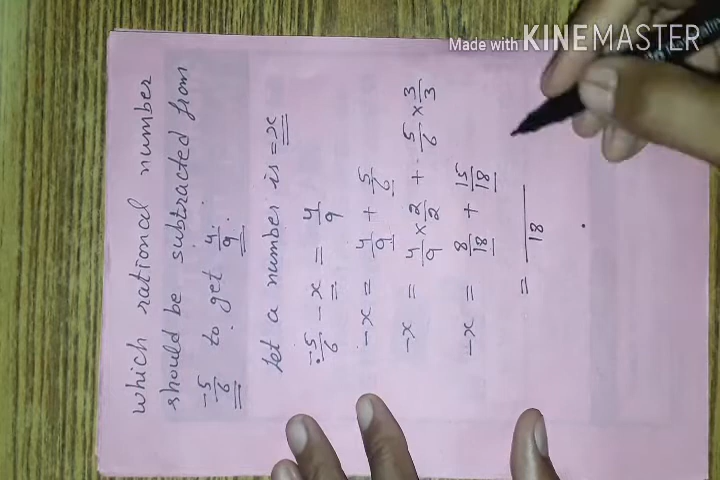 Made with KINEMASTER
which rational number
should be subtracted from
-5/6 to get 4/9.
let a number is = x
-5/6 - x = 4/9
-x = 4/9 + 5/6
-x = 4/9 × 2/2 + 5/6 × 3/3
-x = 8/18 + 15/18
= /18